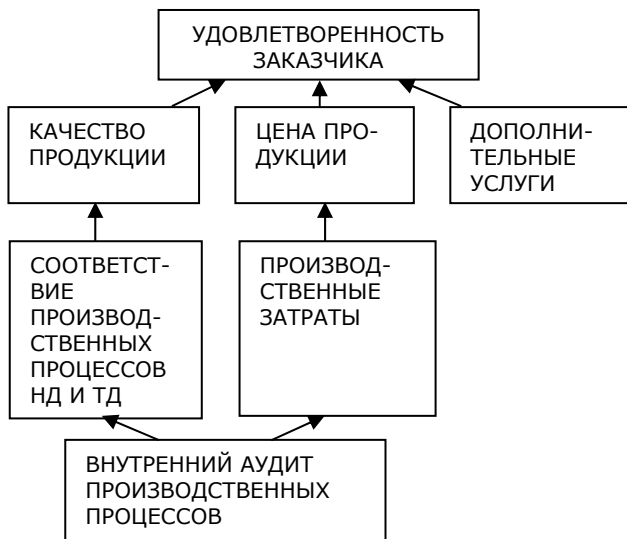 УДОВЛЕТВОРЕННОСТЬ
ЗАКАЗЧИКА
КАЧЕСТВО
ПРОДУКЦИИ
ЦЕНА ПРО-
ДУКЦИИ
ДОПОЛНИ-
ТЕЛЬНЫЕ
УСЛУГИ
СООТВЕТСТ-
ВИЕ
ПРОИЗВОД-
СТВЕННЫХ
ПРОЦЕССОВ
НД И ТД
ПРОИЗВОД-
СТВЕННЫЕ
ЗАТРАТЫ
ВНУТРЕННИЙ АУДИТ
ПРОИЗВОДСТВЕННЫХ
ПРОЦЕССОВ